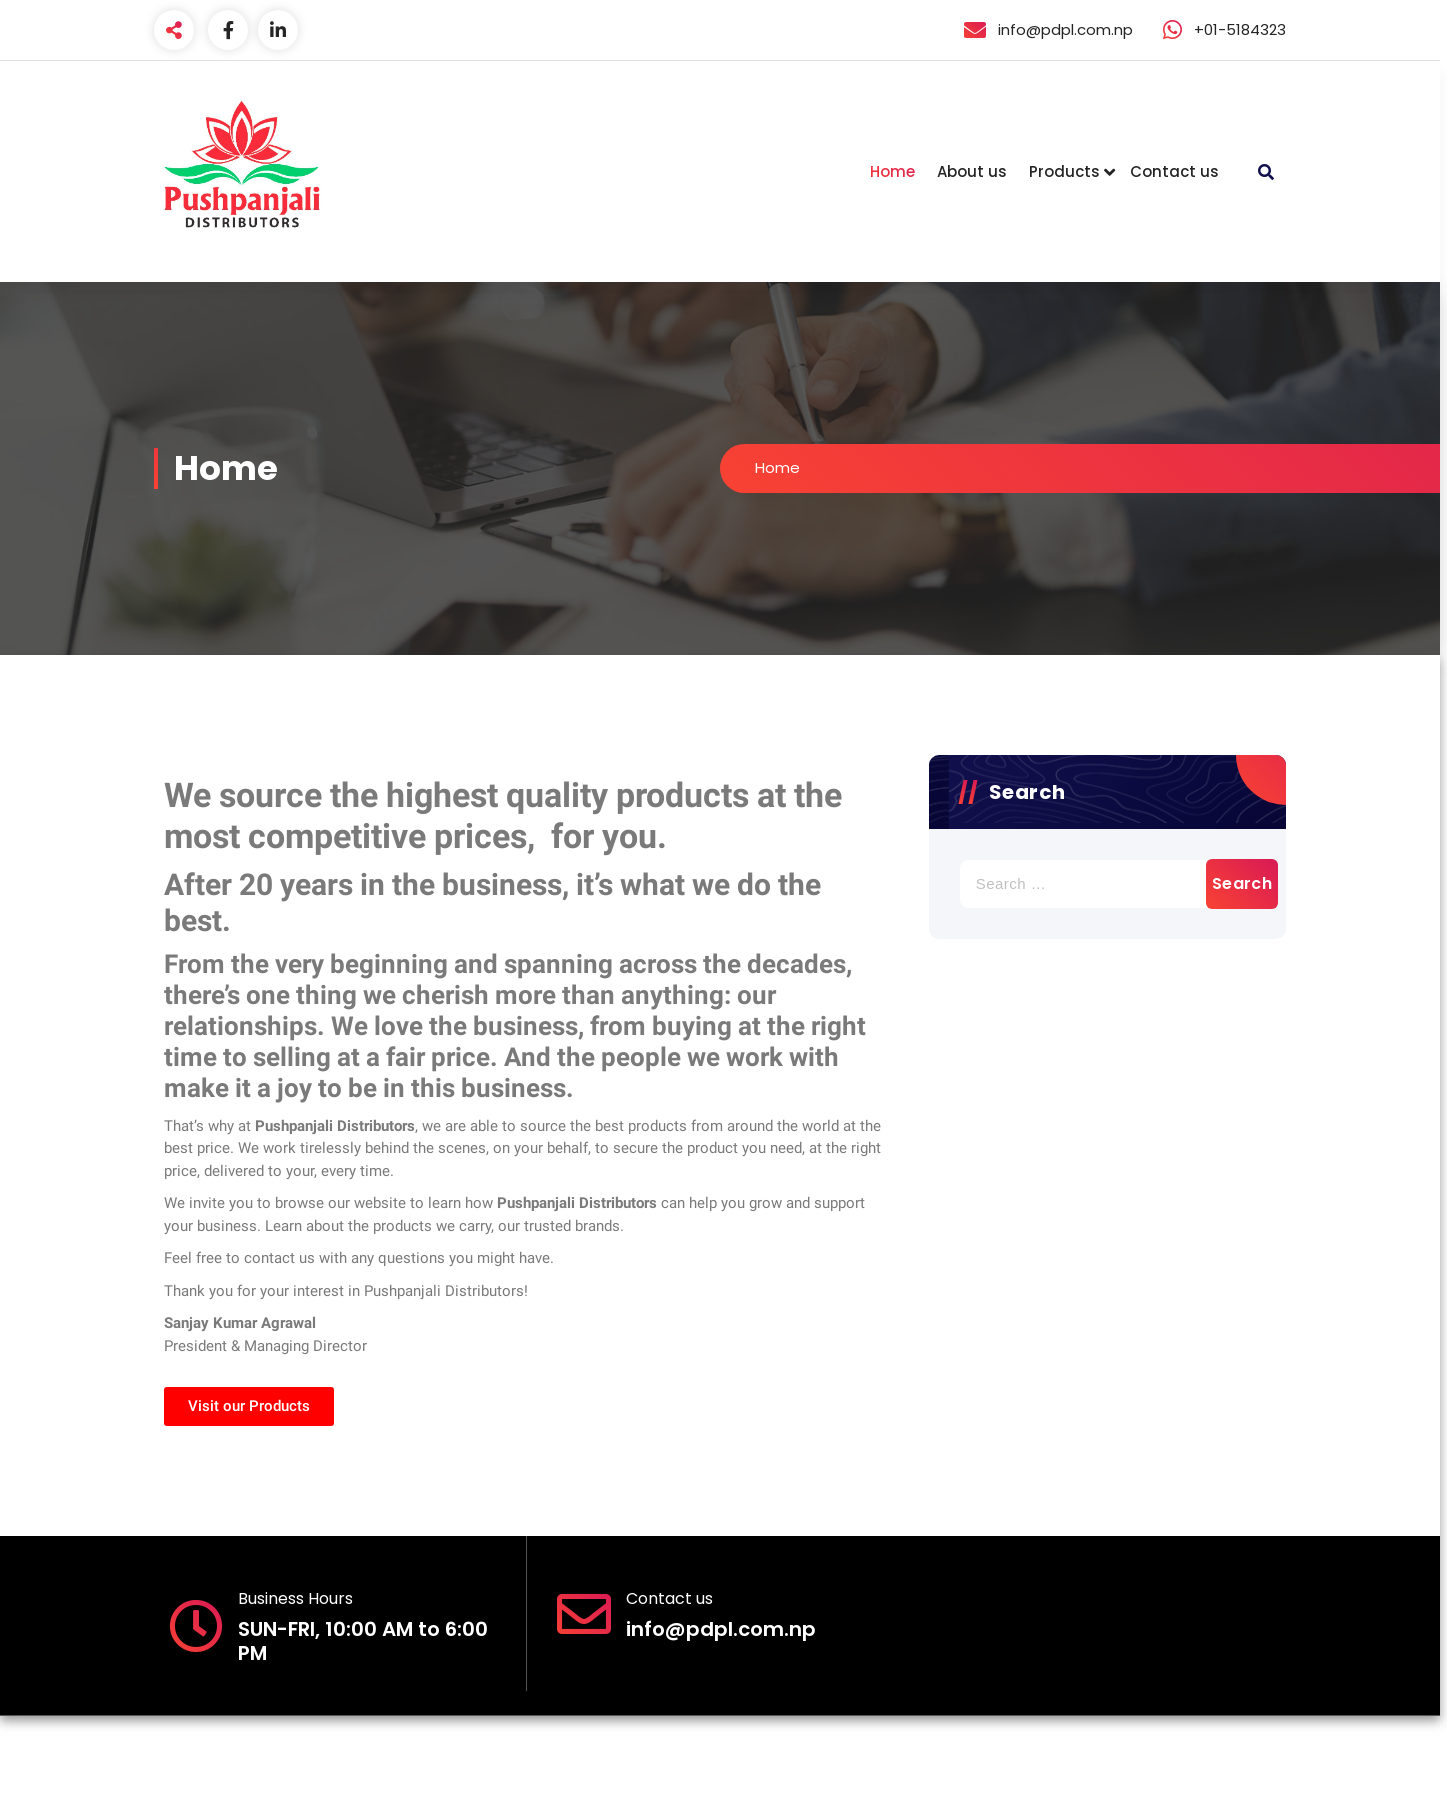 info@pdpl.com.np
+01-5184323
Pushpanjali
DISTRIBUTORS
Home
About us
Products
Contact us
Home
Home
We source the highest quality products at the
most competitive prices,  for you.
After 20 years in the business, it’s what we do the
best.
From the very beginning and spanning across the decades,
there’s one thing we cherish more than anything: our
relationships. We love the business, from buying at the right
time to selling at a fair price. And the people we work with
make it a joy to be in this business.
That’s why at Pushpanjali Distributors, we are able to source the best products from around the world at the
best price. We work tirelessly behind the scenes, on your behalf, to secure the product you need, at the right
price, delivered to your, every time.
We invite you to browse our website to learn how Pushpanjali Distributors can help you grow and support
your business. Learn about the products we carry, our trusted brands.
Feel free to contact us with any questions you might have.
Thank you for your interest in Pushpanjali Distributors!
Sanjay Kumar Agrawal
President & Managing Director
Visit our Products
// Search
Search …
Search
Business Hours
SUN-FRI, 10:00 AM to 6:00
PM
Contact us
info@pdpl.com.np